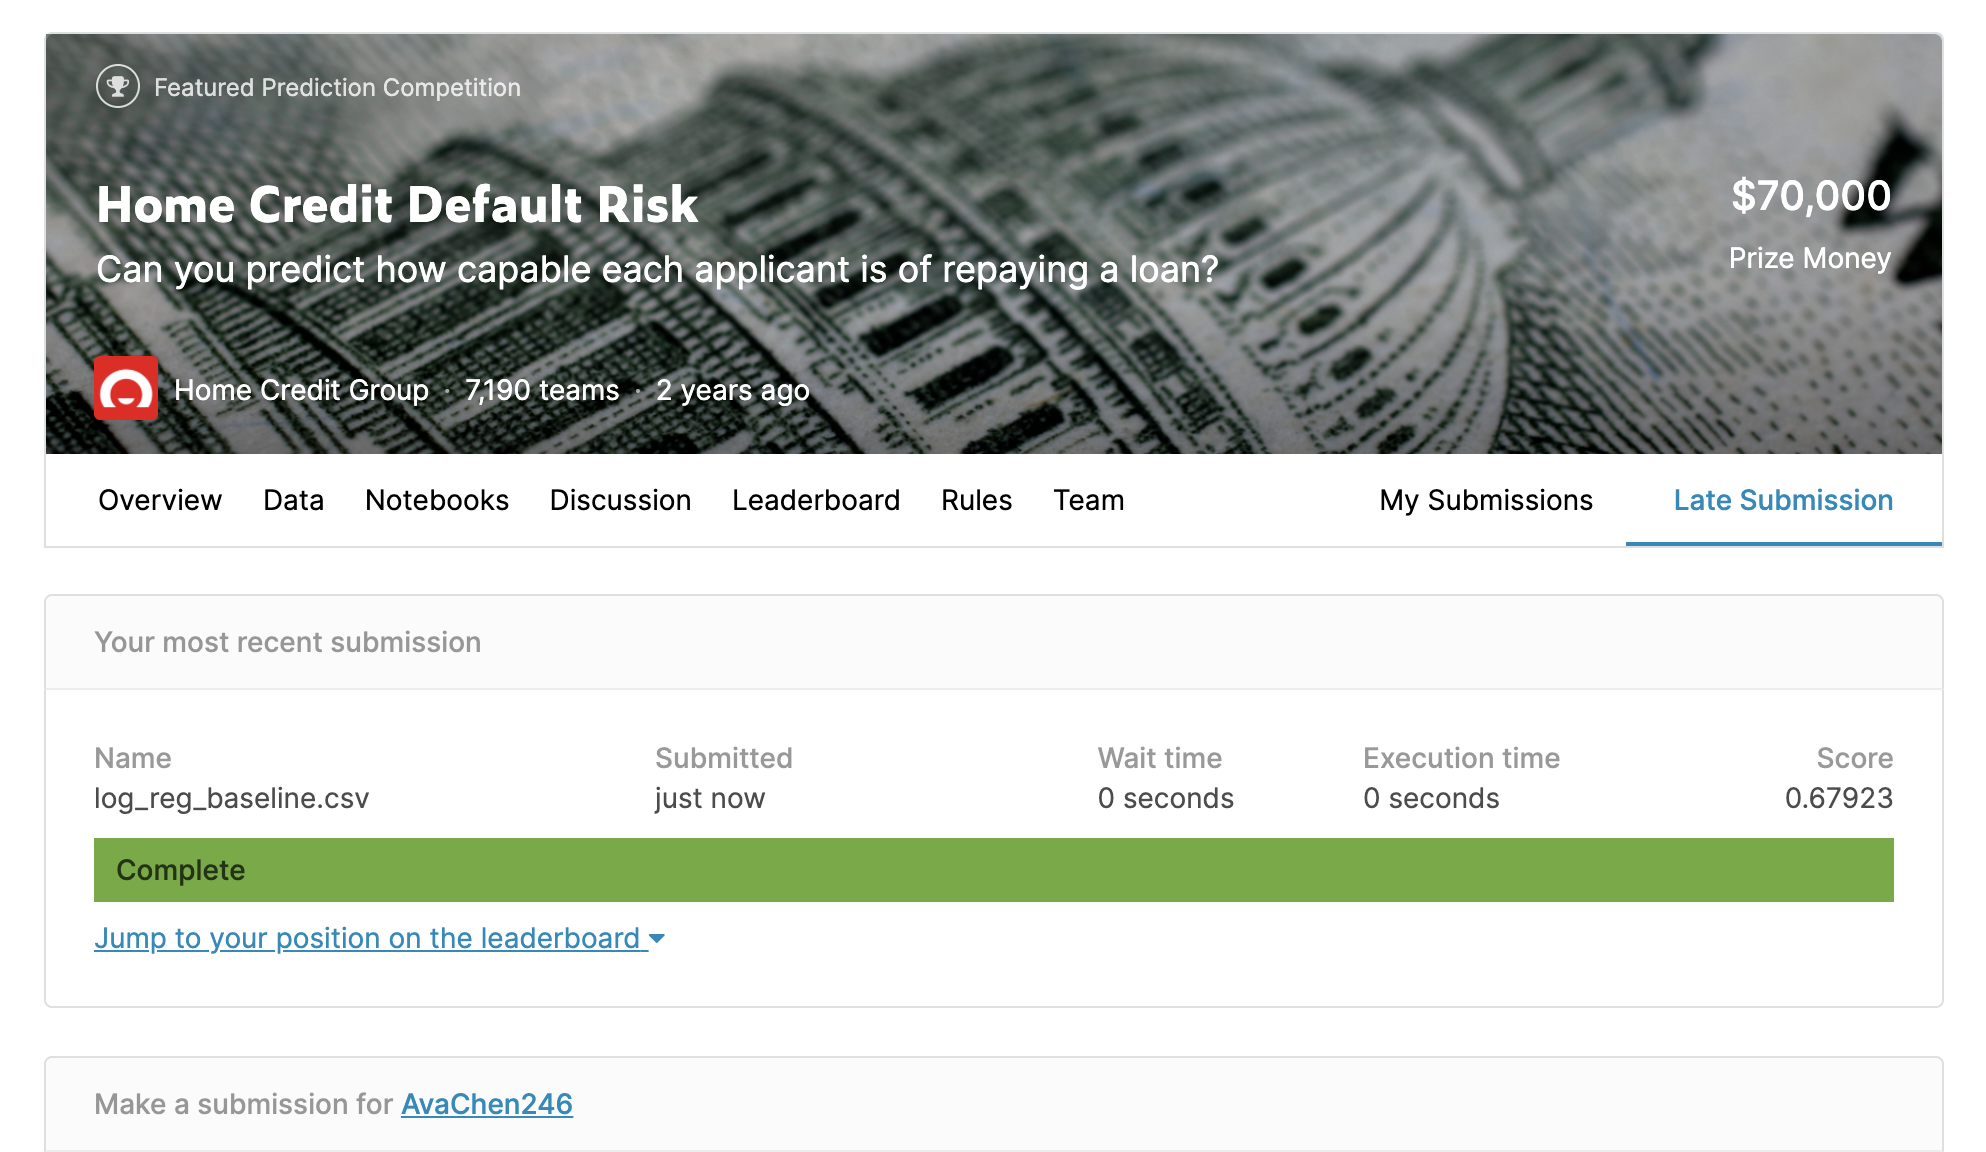 Featured Prediction Competition
Home Credit Default Risk
Can you predict how capable each applicant is of repaying a loan?
$70,000
Prize Money
Home Credit Group · 7,190 teams · 2 years ago
Overview Data Notebooks Discussion Leaderboard Rules Team My Submissions Late Submission
Your most recent submission
Name Submitted Wait time Execution time Score
log_reg_baseline.csv just now 0 seconds 0 seconds 0.67923
Complete
Jump to your position on the leaderboard
Make a submission for AvaChen246